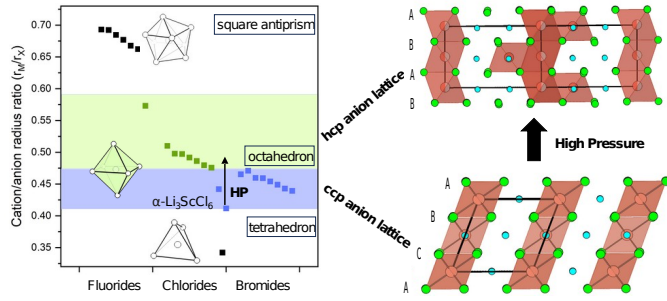 Cation/anion radius ratio (rM/rX)
0.70
0.65
0.60
0.55
0.50
0.45
0.40
0.35
square antiprism
octahedron
HP
α-Li₃ScCl₆
tetrahedron
Fluorides Chlorides Bromides
hcp anion lattice
ccp anion lattice
A
B
A
B
High Pressure
A
B
C
A